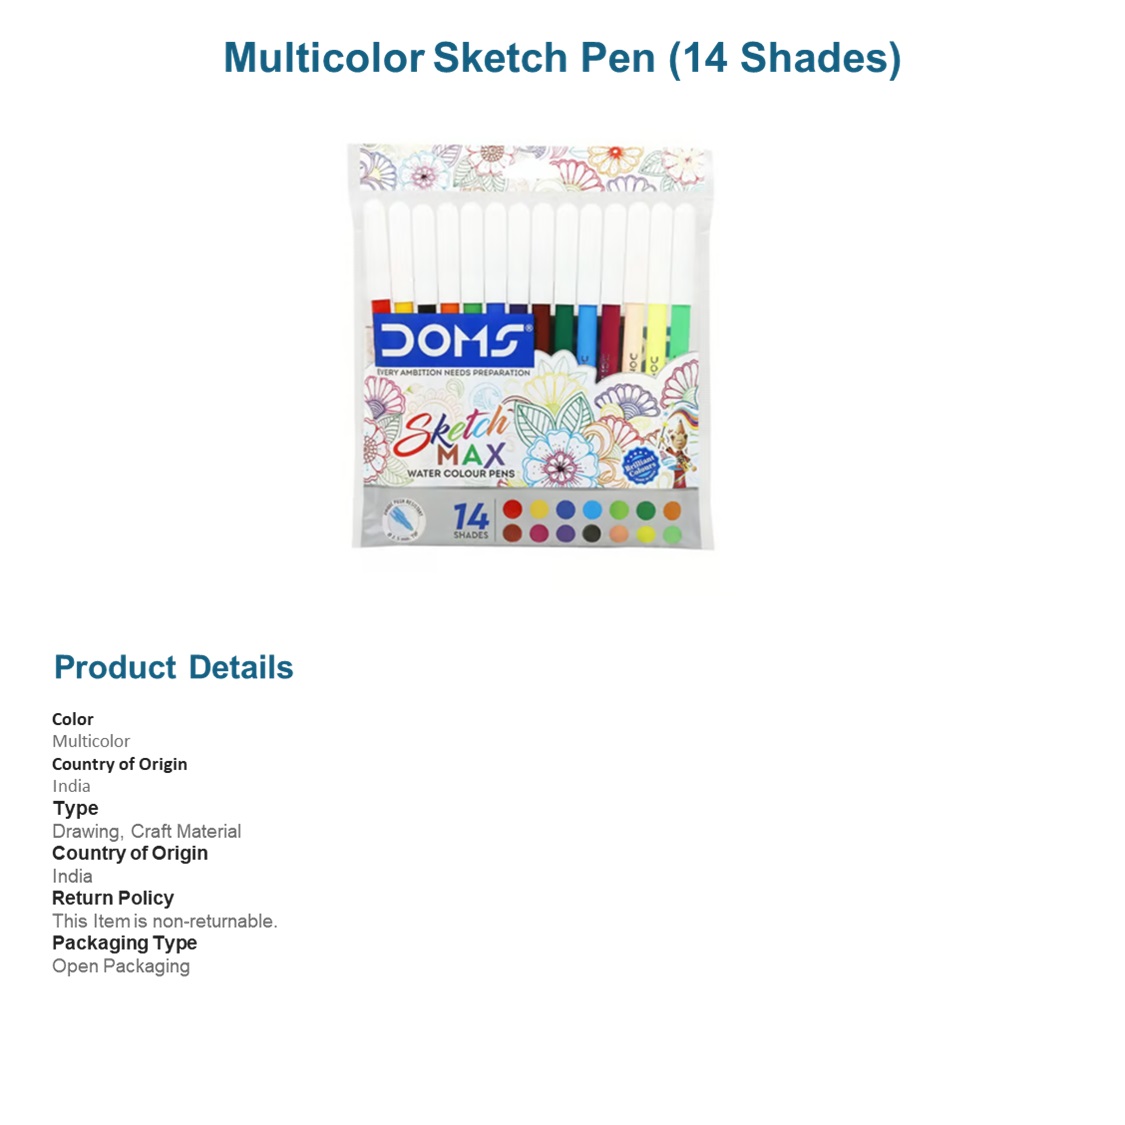 Multicolor Sketch Pen (14 Shades)
DOMS®
EVERY AMBITION NEEDS PREPARATION
Sketch
MAX
WATER COLOUR PENS
Brilliant
Colours
14
SHADES
Product Details
Color
Multicolor
Country of Origin
India
Type
Drawing, Craft Material
Country of Origin
India
Return Policy
This Item is non-returnable.
Packaging Type
Open Packaging